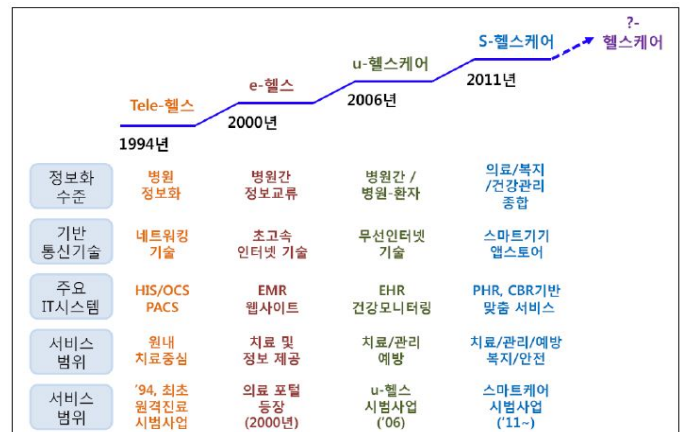 ?-
헬스케어
S-헬스케어
u-헬스케어
e-헬스
Tele-헬스
2011년
2006년
2000년
1994년
정보화
수준
병원
정보화
병원간
정보교류
병원간 /
병원-환자
의료/복지
/건강관리
종합
기반
통신기술
네트워킹
기술
초고속
인터넷 기술
무선인터넷
기술
스마트기기
앱스토어
주요
IT시스템
HIS/OCS
PACS
EMR
웹사이트
EHR
건강모니터링
PHR, CBR기반
맞춤 서비스
서비스
범위
원내
치료중심
치료 및
정보 제공
치료/관리
예방
치료/관리/예방
복지/안전
서비스
범위
'94, 최초
원격진료
시범사업
의료 포털
등장
(2000년)
u-헬스
시범사업
('06)
스마트케어
시범사업
('11~)